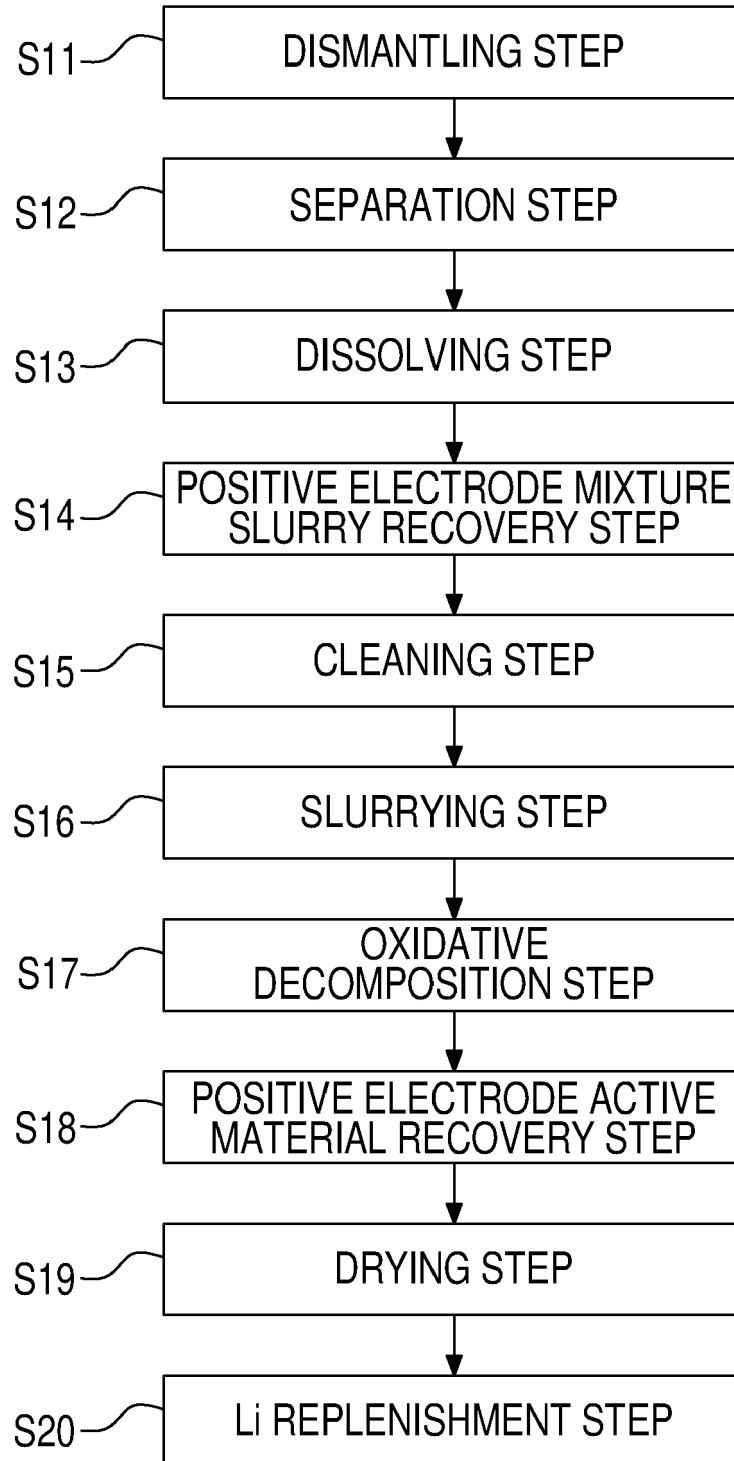 S11 DISMANTLING STEP
S12 SEPARATION STEP
S13 DISSOLVING STEP
S14 POSITIVE ELECTRODE MIXTURE
SLURRY RECOVERY STEP
S15 CLEANING STEP
S16 SLURRYING STEP
S17 OXIDATIVE
DECOMPOSITION STEP
S18 POSITIVE ELECTRODE ACTIVE
MATERIAL RECOVERY STEP
S19 DRYING STEP
S20 Li REPLENISHMENT STEP